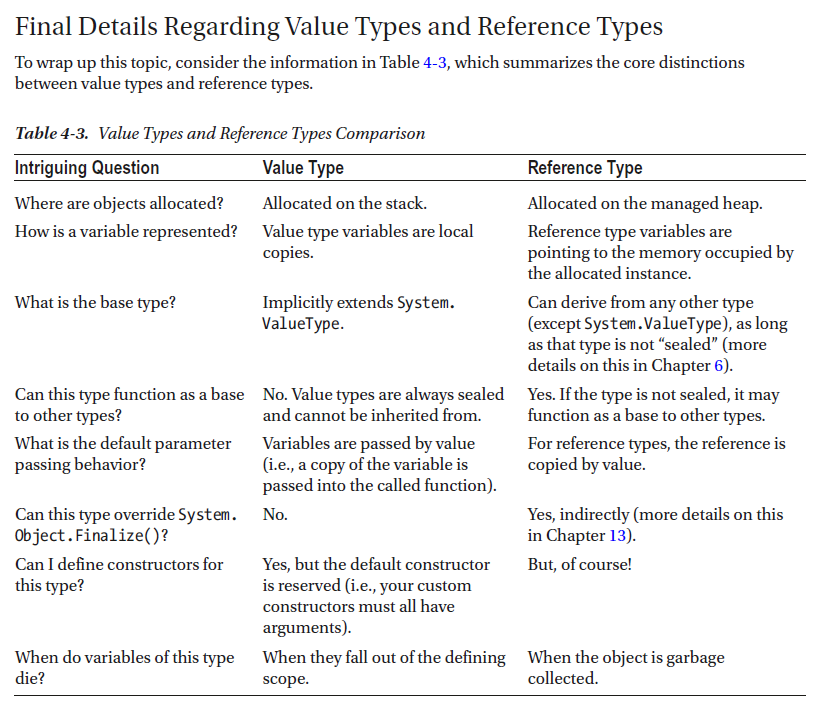 Final Details Regarding Value Types and Reference Types
To wrap up this topic, consider the information in Table 4-3, which summarizes the core distinctions
between value types and reference types.
Table 4-3. Value Types and Reference Types Comparison
Intriguing Question Value Type Reference Type
Where are objects allocated? Allocated on the stack. Allocated on the managed heap.
How is a variable represented? Value type variables are local Reference type variables are
copies. pointing to the memory occupied by
the allocated instance.
What is the base type? Implicitly extends System. Can derive from any other type
ValueType. (except System.ValueType), as long
as that type is not “sealed” (more
details on this in Chapter 6).
Can this type function as a base No. Value types are always sealed Yes. If the type is not sealed, it may
to other types? and cannot be inherited from. function as a base to other types.
What is the default parameter Variables are passed by value For reference types, the reference is
passing behavior? (i.e., a copy of the variable is copied by value.
passed into the called function).
Can this type override System. No. Yes, indirectly (more details on this
Object.Finalize()? in Chapter 13).
Can I define constructors for Yes, but the default constructor But, of course!
this type? is reserved (i.e., your custom
constructors must all have
arguments).
When do variables of this type When they fall out of the defining When the object is garbage
die? scope. collected.